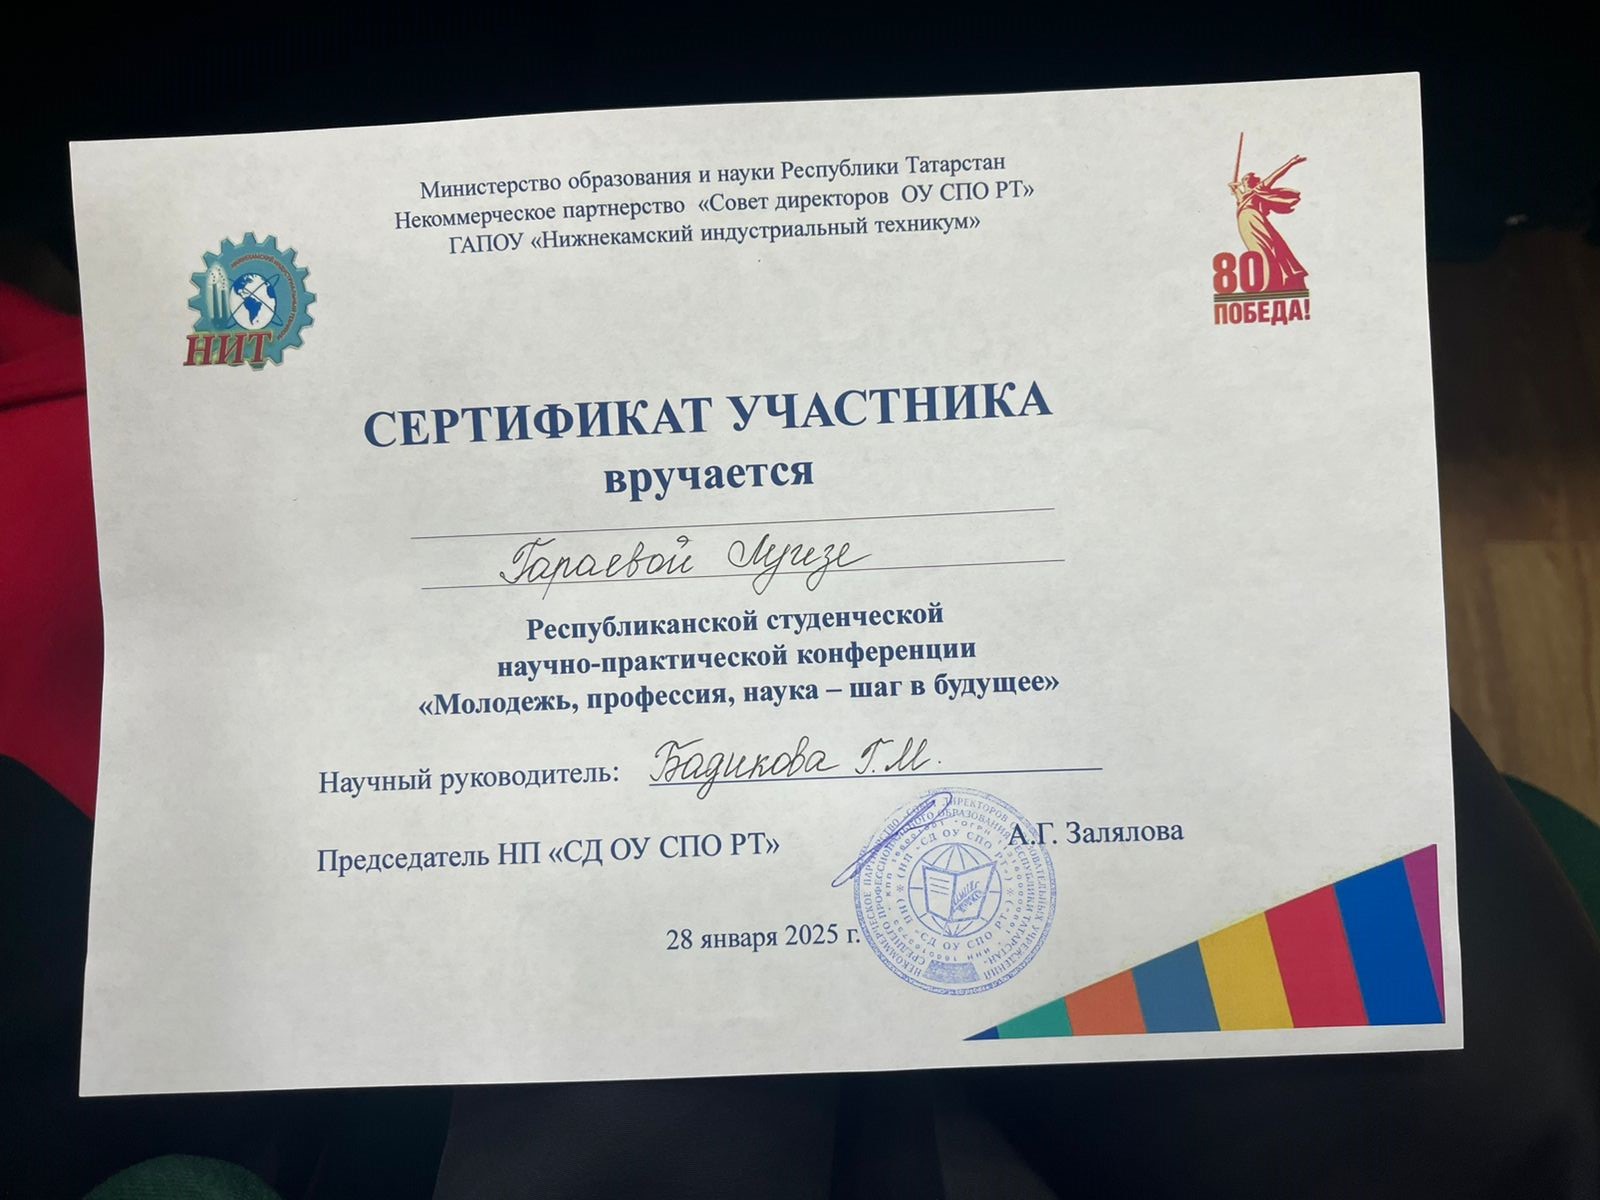 Министерство образования и науки Республики Татарстан
Некоммерческое партнерство «Совет директоров ОУ СПО РТ»
ГАПОУ «Нижнекамский индустриальный техникум»
НИТ
80
ПОБЕДА!
СЕРТИФИКАТ УЧАСТНИКА
вручается
Гараевой Луизе
Республиканской студенческой
научно-практической конференции
«Молодежь, профессия, наука – шаг в будущее»
Научный руководитель: Бадикова Г.М.
Председатель НП «СД ОУ СПО РТ» А.Г. Залялова
28 января 2025 г.